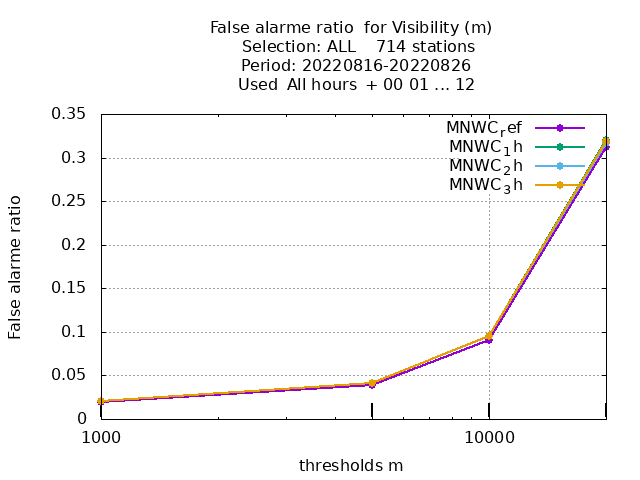 False alarme ratio  for Visibility (m)
Selection: ALL    714 stations
Period: 20220816-20220826
Used  All hours  + 00 01 ... 12
0.35
0.3
0.25
0.2
0.15
0.1
0.05
0
False alarme ratio
MNWC_ref
MNWC_1h
MNWC_2h
MNWC_3h
1000
10000
thresholds m